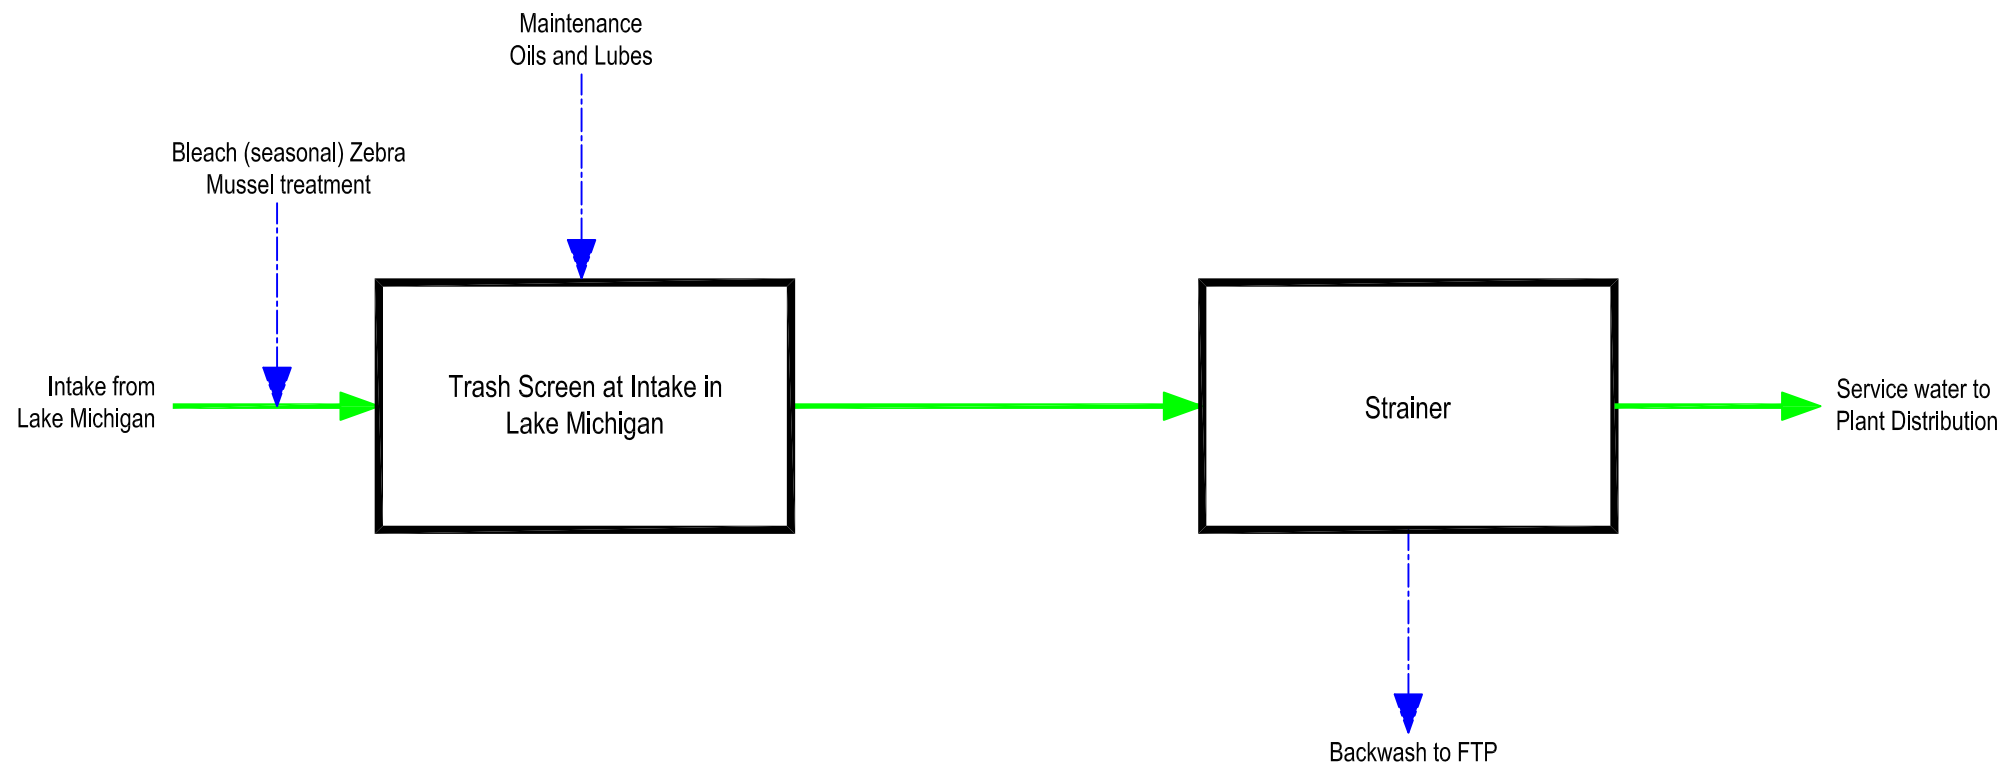 Maintenance
Oils and Lubes
Bleach (seasonal) Zebra
Mussel treatment
Intake from
Lake Michigan
Trash Screen at Intake in
Lake Michigan
Strainer
Service water to
Plant Distribution
Backwash to FTP